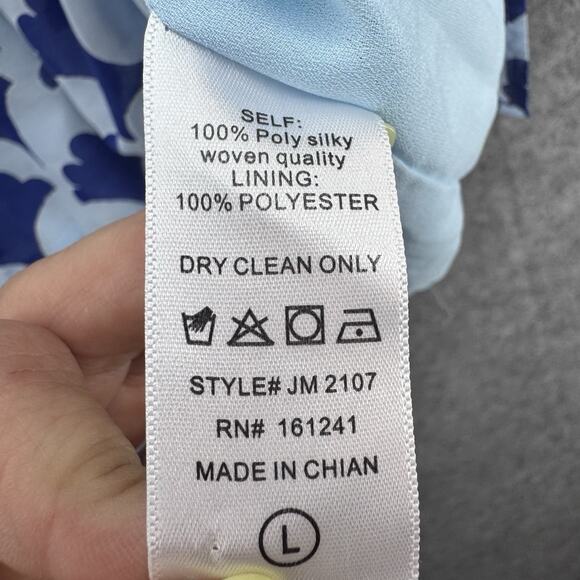 SELF:
100% Poly silky
woven quality
LINING:
100% POLYESTER
DRY CLEAN ONLY
STYLE# JM 2107
RN# 161241
MADE IN CHIAN
L